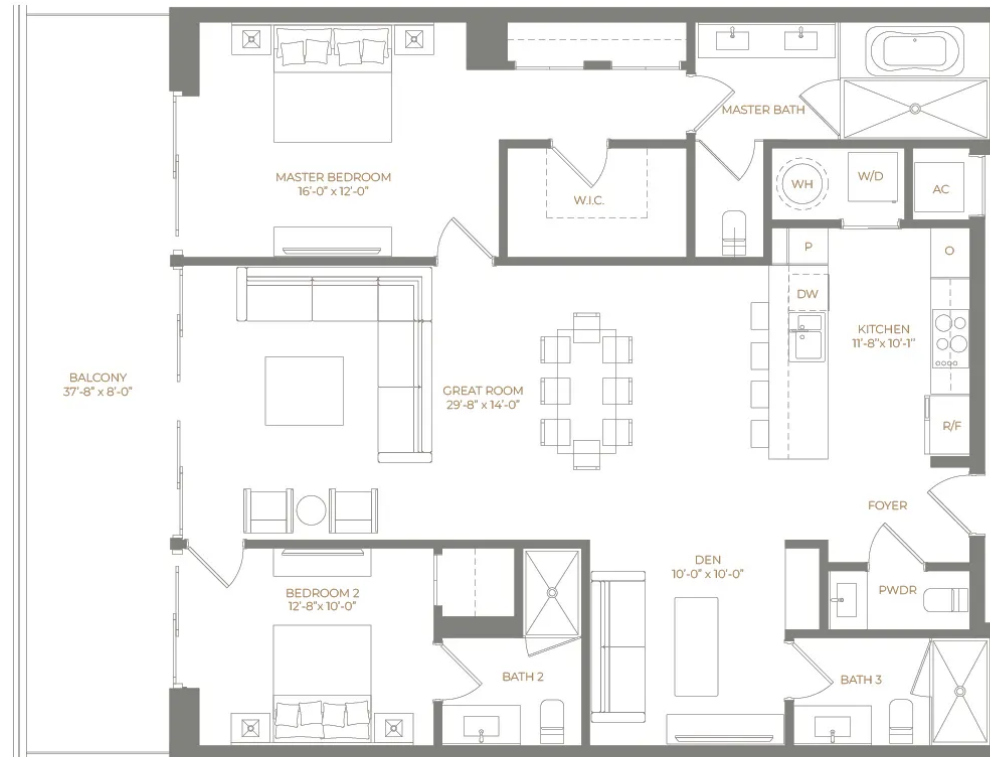 MASTER BATH
MASTER BEDROOM
16'-0" x 12'-0"
W.I.C.
WH
W/D
AC
P
O
DW
KITCHEN
11'-8"x 10'-1"
BALCONY
37'-8" x 8'-0"
GREAT ROOM
29'-8" x 14'-0"
R/F
FOYER
DEN
10'-0" x 10'-0"
BEDROOM 2
12'-8"x 10'-0"
PWDR
BATH 2
BATH 3